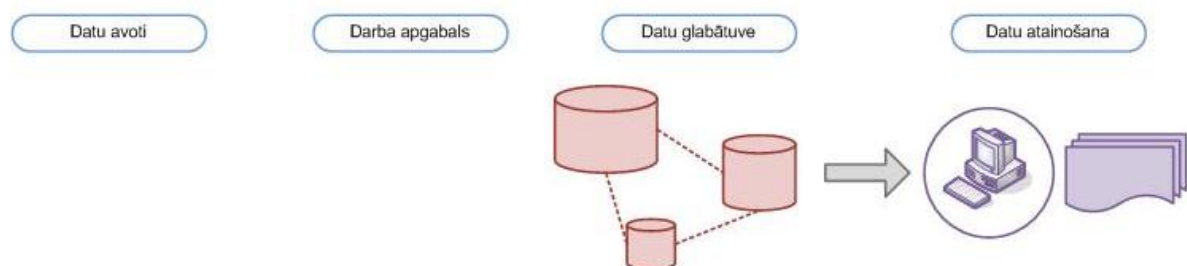 Datu avoti
Darba apgabals
Datu glabātuve
Datu atainošana